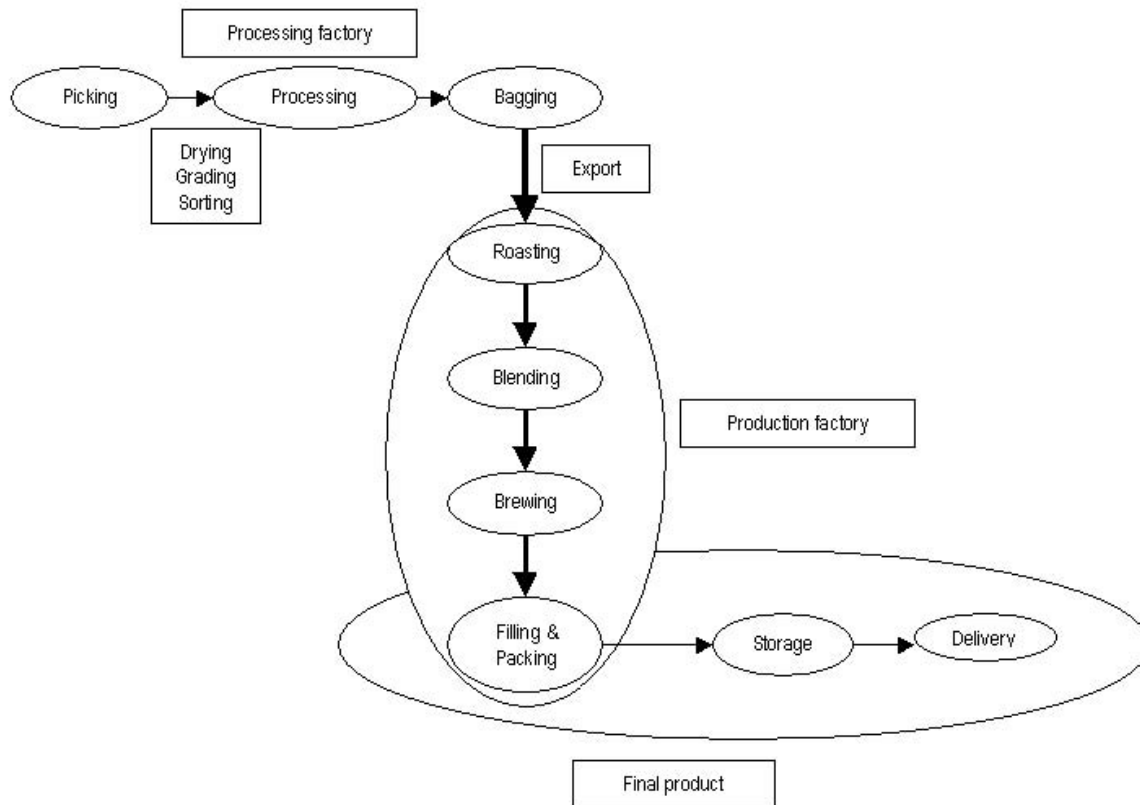 Processing factory
Picking
Processing
Bagging
Drying
Grading
Sorting
Export
Roasting
Blending
Production factory
Brewing
Filling &
Packing
Storage
Delivery
Final product